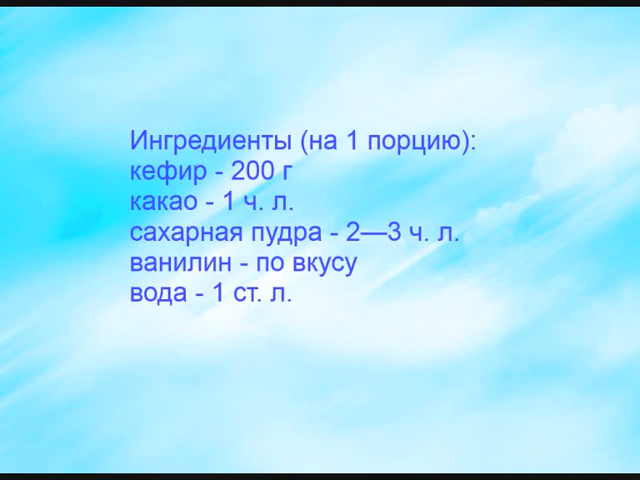 Ингредиенты (на 1 порцию):
кефир - 200 г
какао - 1 ч. л.
сахарная пудра - 2—3 ч. л.
ванилин - по вкусу
вода - 1 ст. л.